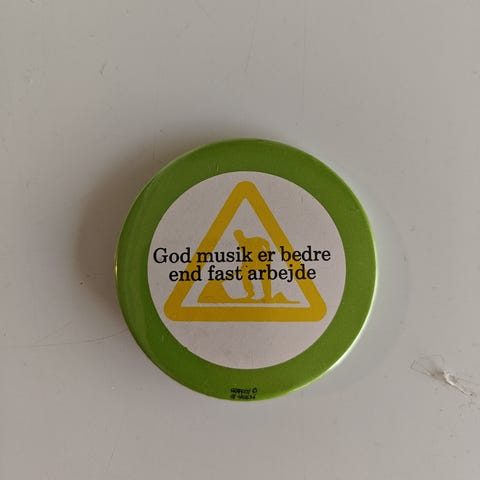 God musik er bedre
end fast arbejde